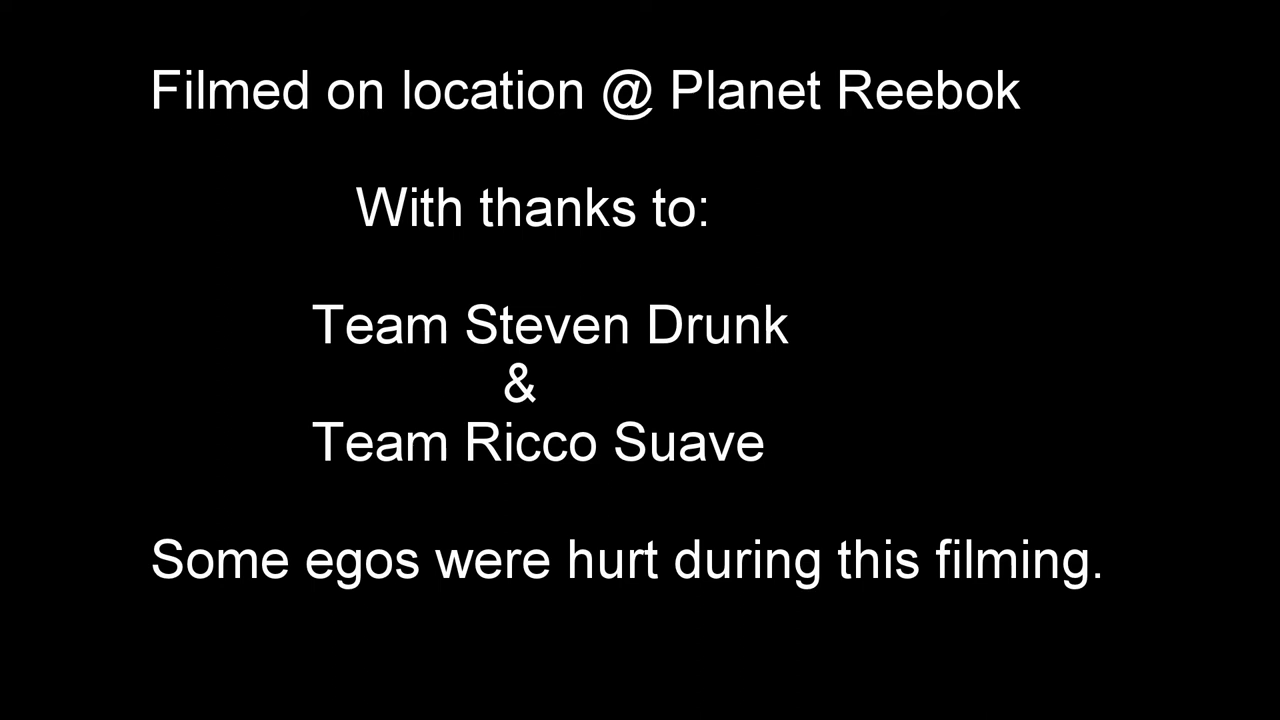 Filmed on location @ Planet Reebok
With thanks to:
Team Steven Drunk
&
Team Ricco Suave
Some egos were hurt during this filming.